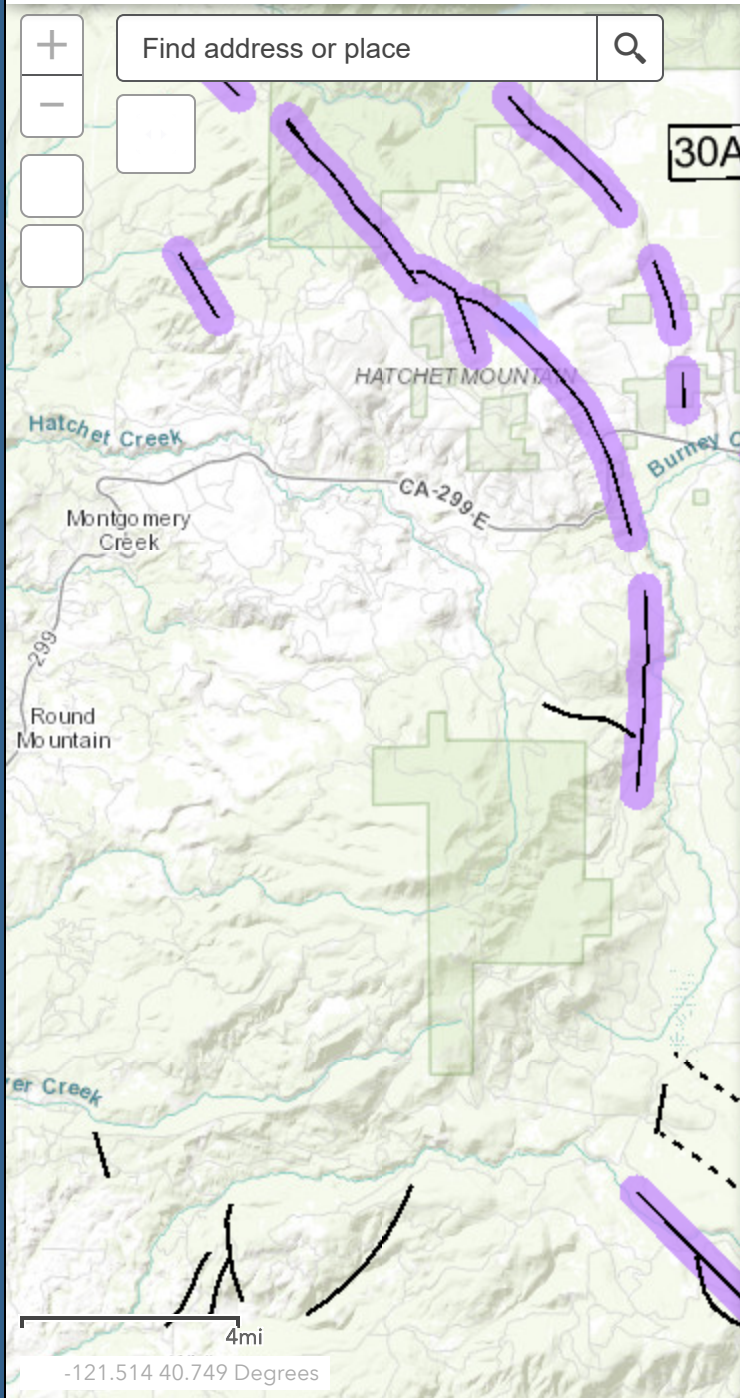 +
Find address or place
−
30A
HATCHET MOUNTAIN
Hatchet Creek
Burney C
CA-299-E
Montgomery
Creek
299
Round
Mountain
er Creek
4mi
-121.514 40.749 Degrees